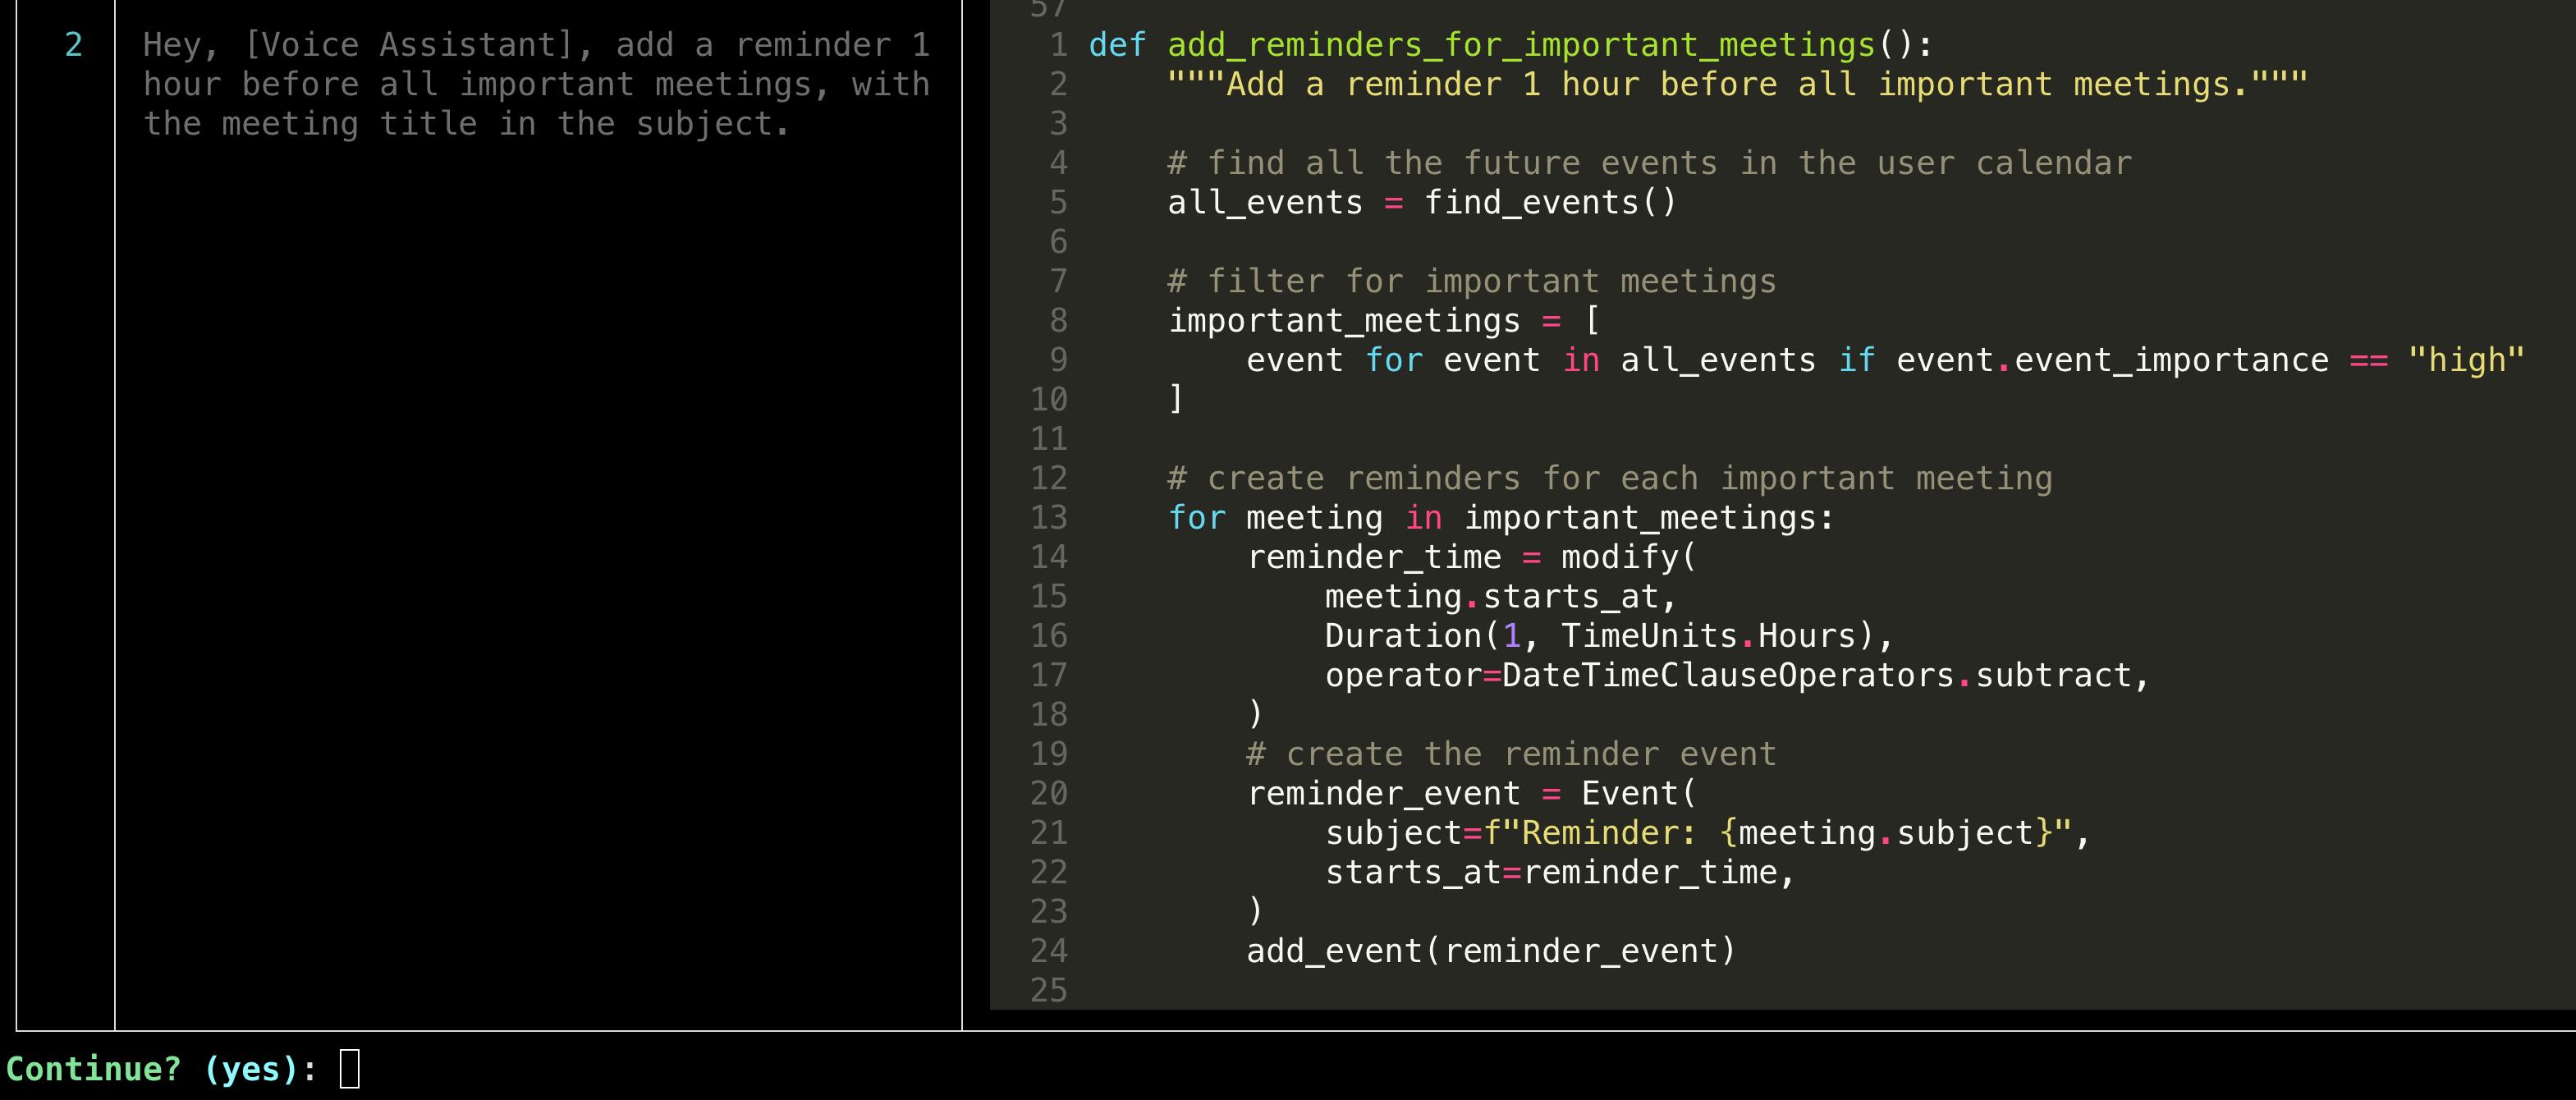 57
2 Hey, [Voice Assistant], add a reminder 1
hour before all important meetings, with
the meeting title in the subject.
1 def add_reminders_for_important_meetings():
2     """Add a reminder 1 hour before all important meetings."""
3
4     # find all the future events in the user calendar
5     all_events = find_events()
6
7     # filter for important meetings
8     important_meetings = [
9         event for event in all_events if event.event_importance == "high"
10     ]
11
12     # create reminders for each important meeting
13     for meeting in important_meetings:
14         reminder_time = modify(
15             meeting.starts_at,
16             Duration(1, TimeUnits.Hours),
17             operator=DateTimeClauseOperators.subtract,
18         )
19         # create the reminder event
20         reminder_event = Event(
21             subject=f"Reminder: {meeting.subject}",
22             starts_at=reminder_time,
23         )
24         add_event(reminder_event)
25
Continue? (yes):